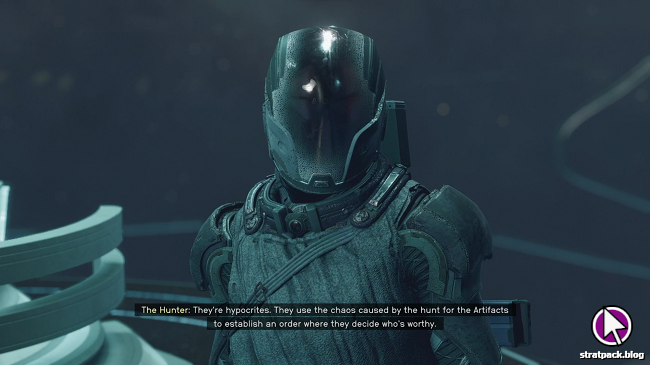 The Hunter: They're hypocrites. They use the chaos caused by the hunt for the Artifacts
to establish an order where they decide who's worthy.
stratpack.blog